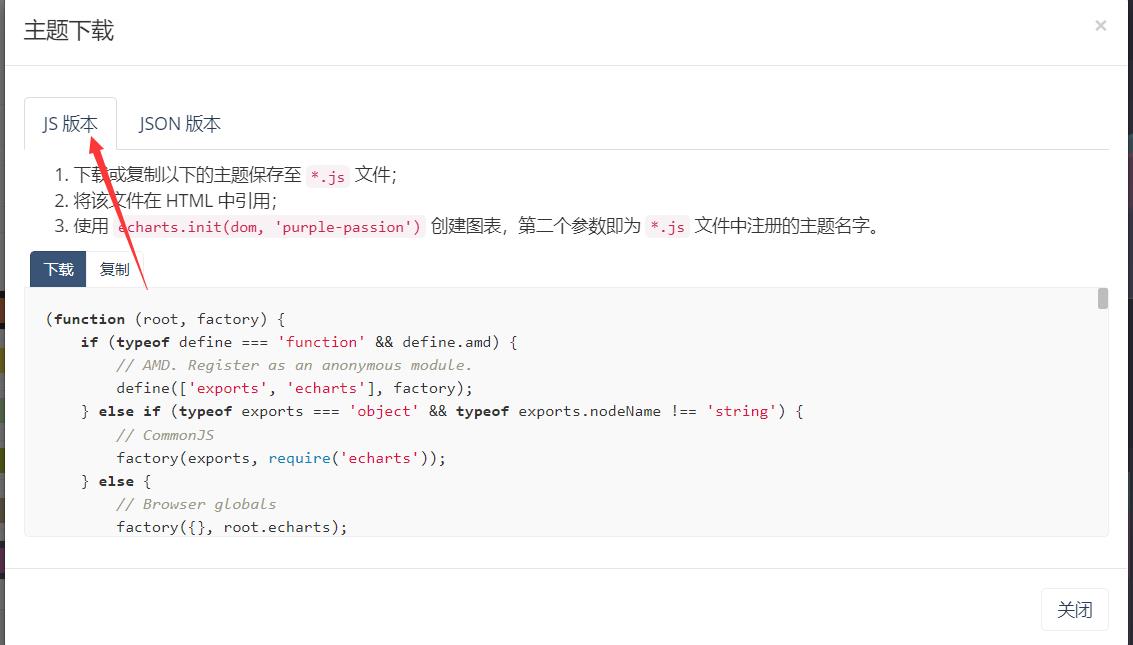 主题下载
×
JS 版本 JSON 版本
1. 下载或复制以下的主题保存至 *.js 文件；
2. 将该文件在 HTML 中引用；
3. 使用 echarts.init(dom, 'purple-passion') 创建图表，第二个参数即为 *.js 文件中注册的主题名字。
下载 复制
(function (root, factory) {
    if (typeof define === 'function' && define.amd) {
        // AMD. Register as an anonymous module.
        define(['exports', 'echarts'], factory);
    } else if (typeof exports === 'object' && typeof exports.nodeName !== 'string') {
        // CommonJS
        factory(exports, require('echarts'));
    } else {
        // Browser globals
        factory({}, root.echarts);
关闭